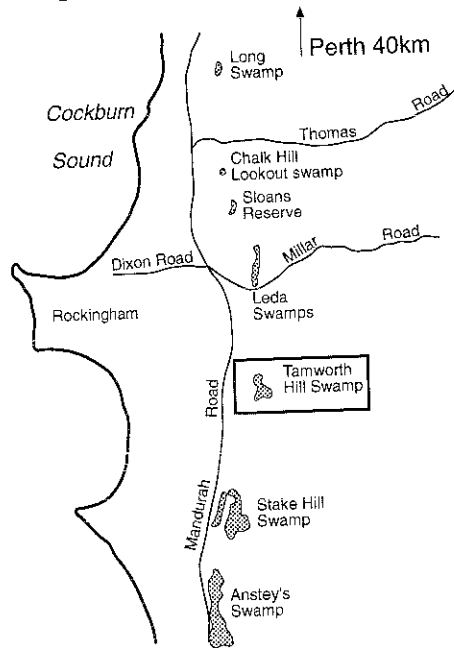 Perth 40km
Long
Swamp
Cockburn
Sound
Road
Thomas
Chalk Hill
Lookout swamp
Sloans
Reserve
Millar
Road
Dixon Road
Leda
Swamps
Rockingham
Tamworth
Hill Swamp
Road
Mandurah
Stake Hill
Swamp
Anstey's
Swamp